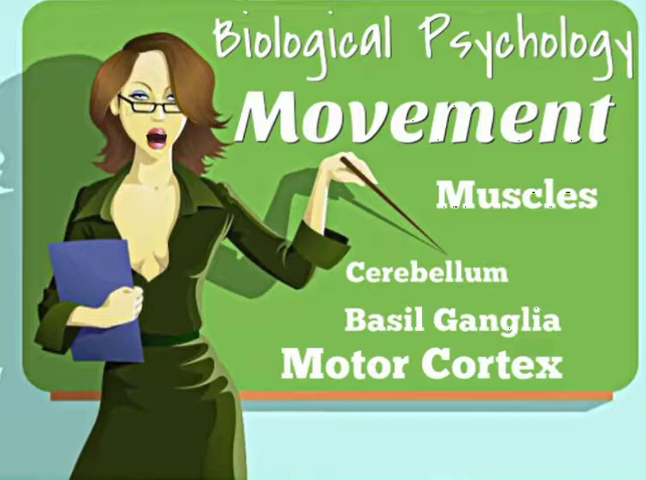 Biological Psychology
Movement
Muscles
Cerebellum
Basil Ganglia
Motor Cortex